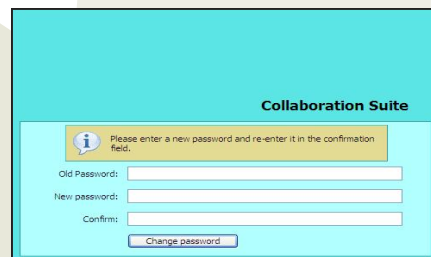 Collaboration Suite
Please enter a new password and re-enter it in the confirmation
field.
Old Password:
New password:
Confirm:
Change password